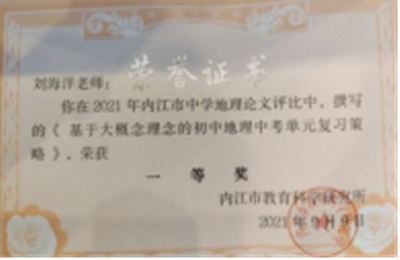 荣誉证书
刘海洋老师：
你在2021年内江市中学地理论文评比中，撰写
的《 基于大概念理念的初中地理中考单元复习策
略 》，荣获
一 等 奖
内江市教育科学研究所
2021年9月9日